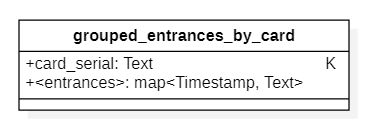 grouped_entrances_by_card
+card_serial: Text K
+<entrances>: map<Timestamp, Text>